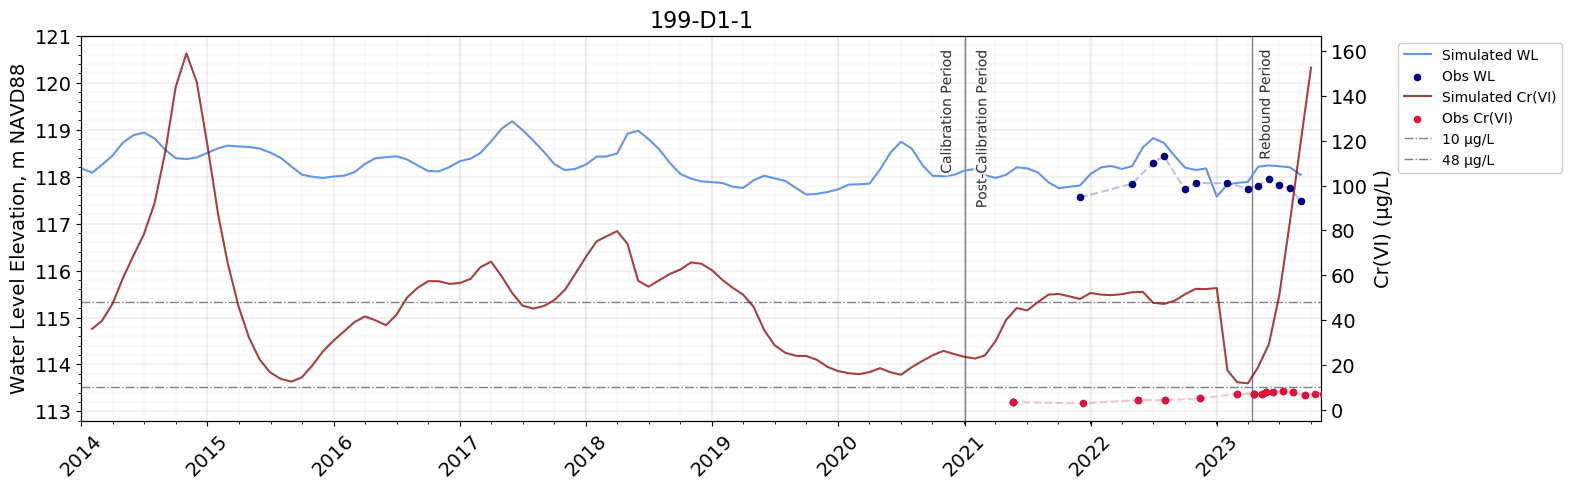 199-D1-1
Water Level Elevation, m NAVD88
121
120
119
118
117
116
115
114
113
2014
2015
2016
2017
2018
2019
2020
2021
2022
2023
Calibration Period
Post-Calibration Period
Rebound Period
160
140
120
100
80
60
40
20
0
Cr(VI) (µg/L)
Simulated WL
Obs WL
Simulated Cr(VI)
Obs Cr(VI)
10 µg/L
48 µg/L